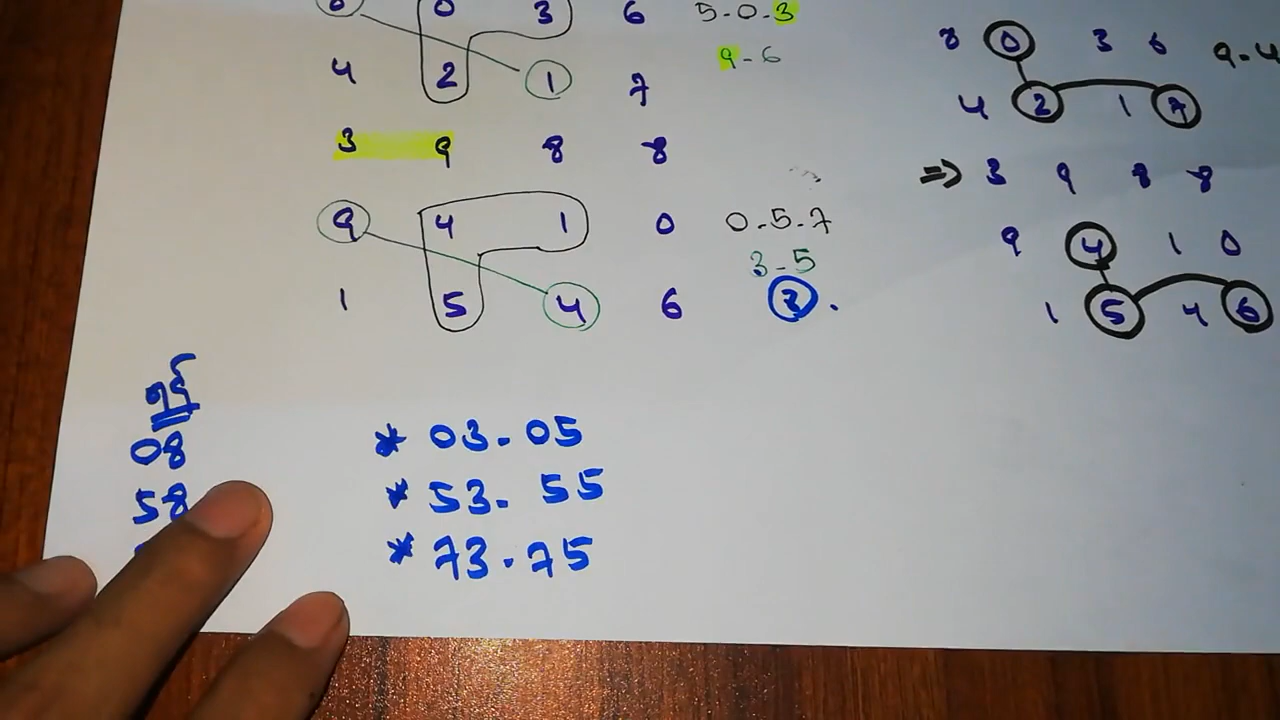 0 3 6 5-0-3
4 2 1 7 9-6
3 9 8 8
9 4 1 0 0-5-7
3-5
1 5 4 6
08
58
* 03-05
* 53-55
* 73-75
8 0 3 6 9-4
4 2 1 7
=> 3 9 8 8
9 4 1 0
1 5 4 6